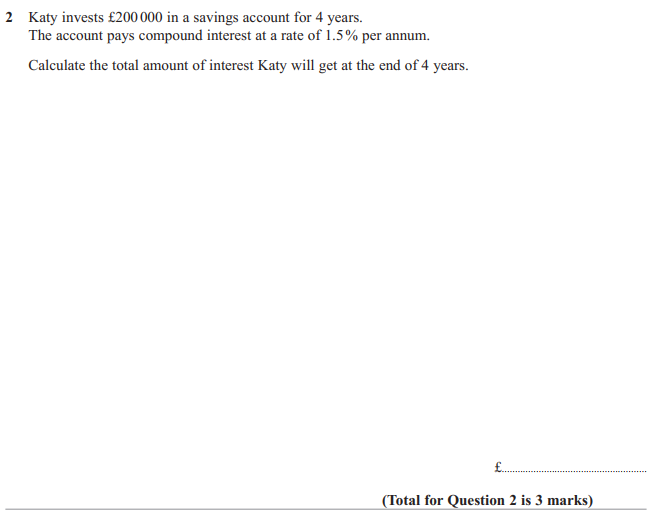 2 Katy invests £200 000 in a savings account for 4 years.
The account pays compound interest at a rate of 1.5% per annum.
Calculate the total amount of interest Katy will get at the end of 4 years.
£..............................................................
(Total for Question 2 is 3 marks)